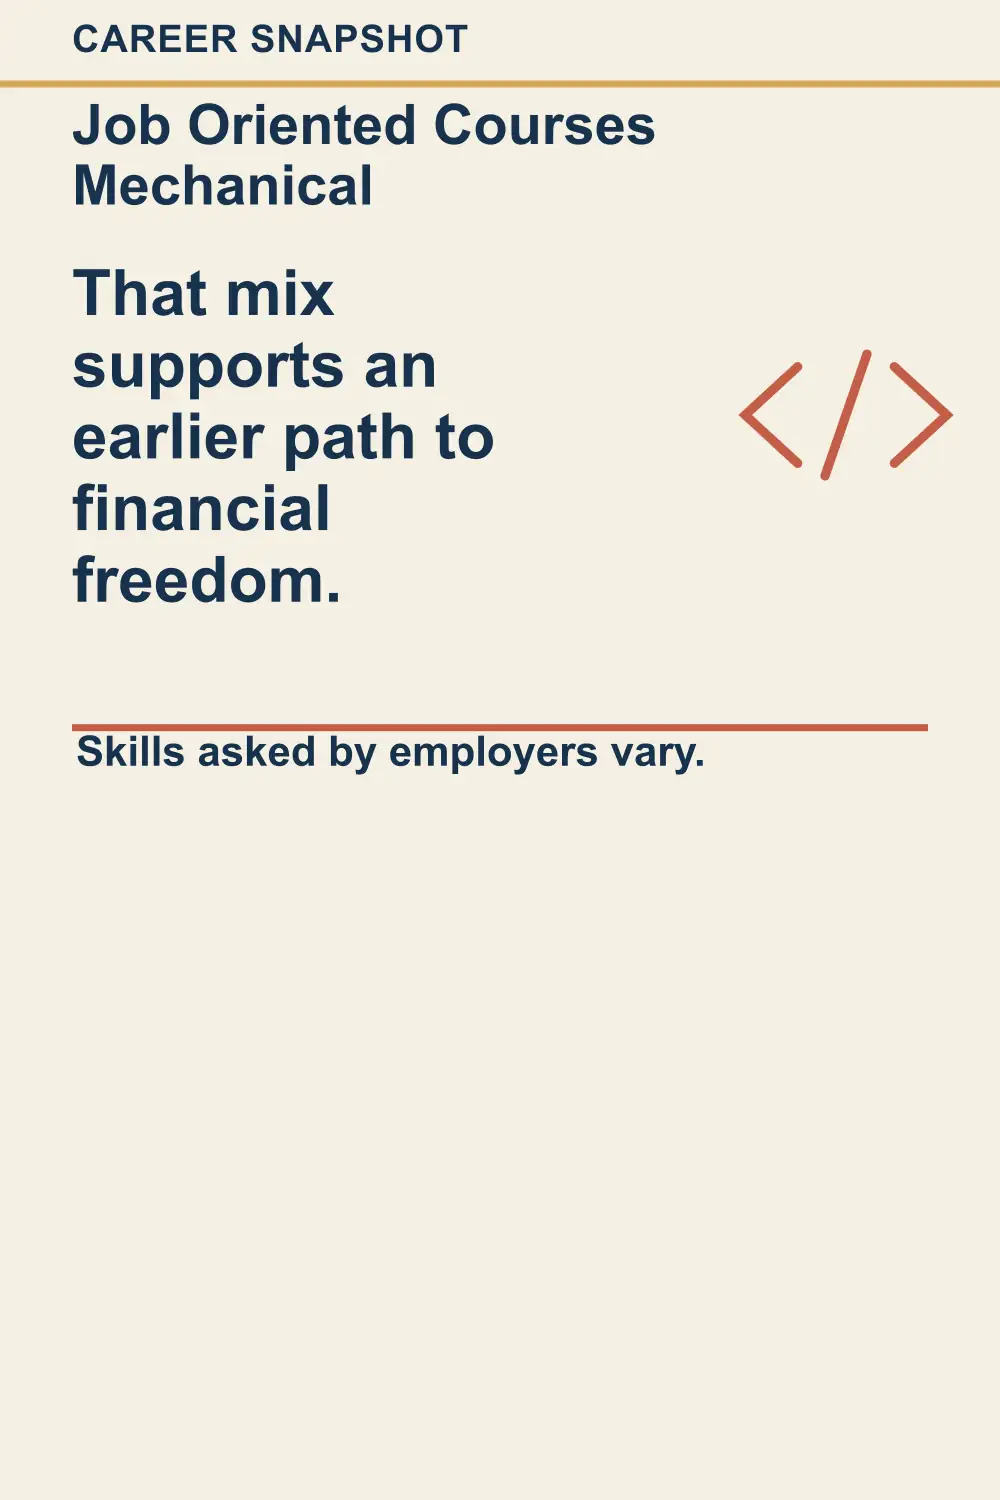 CAREER SNAPSHOT
Job Oriented Courses
Mechanical
That mix
supports an
earlier path to
financial
freedom.
Skills asked by employers vary.